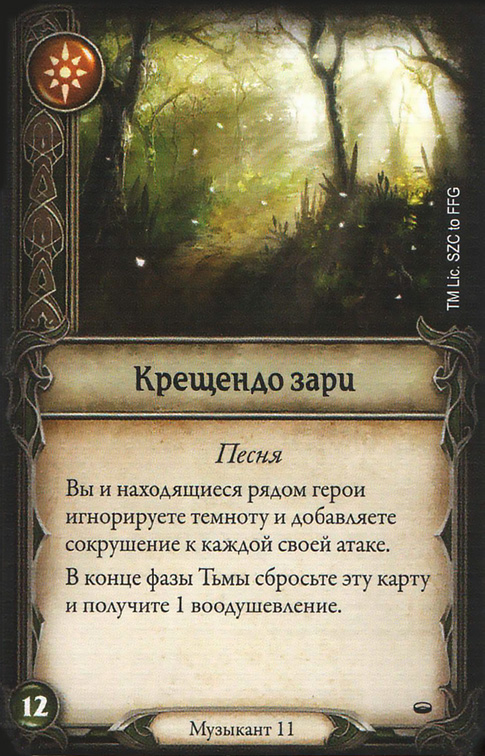 TM Lic. SZC to FFG
Крещендо зари
Песня
Вы и находящиеся рядом герои
игнорируете темноту и добавляете
сокрушение к каждой своей атаке.
В конце фазы Тьмы сбросьте эту карту
и получите 1 воодушевление.
12
Музыкант 11